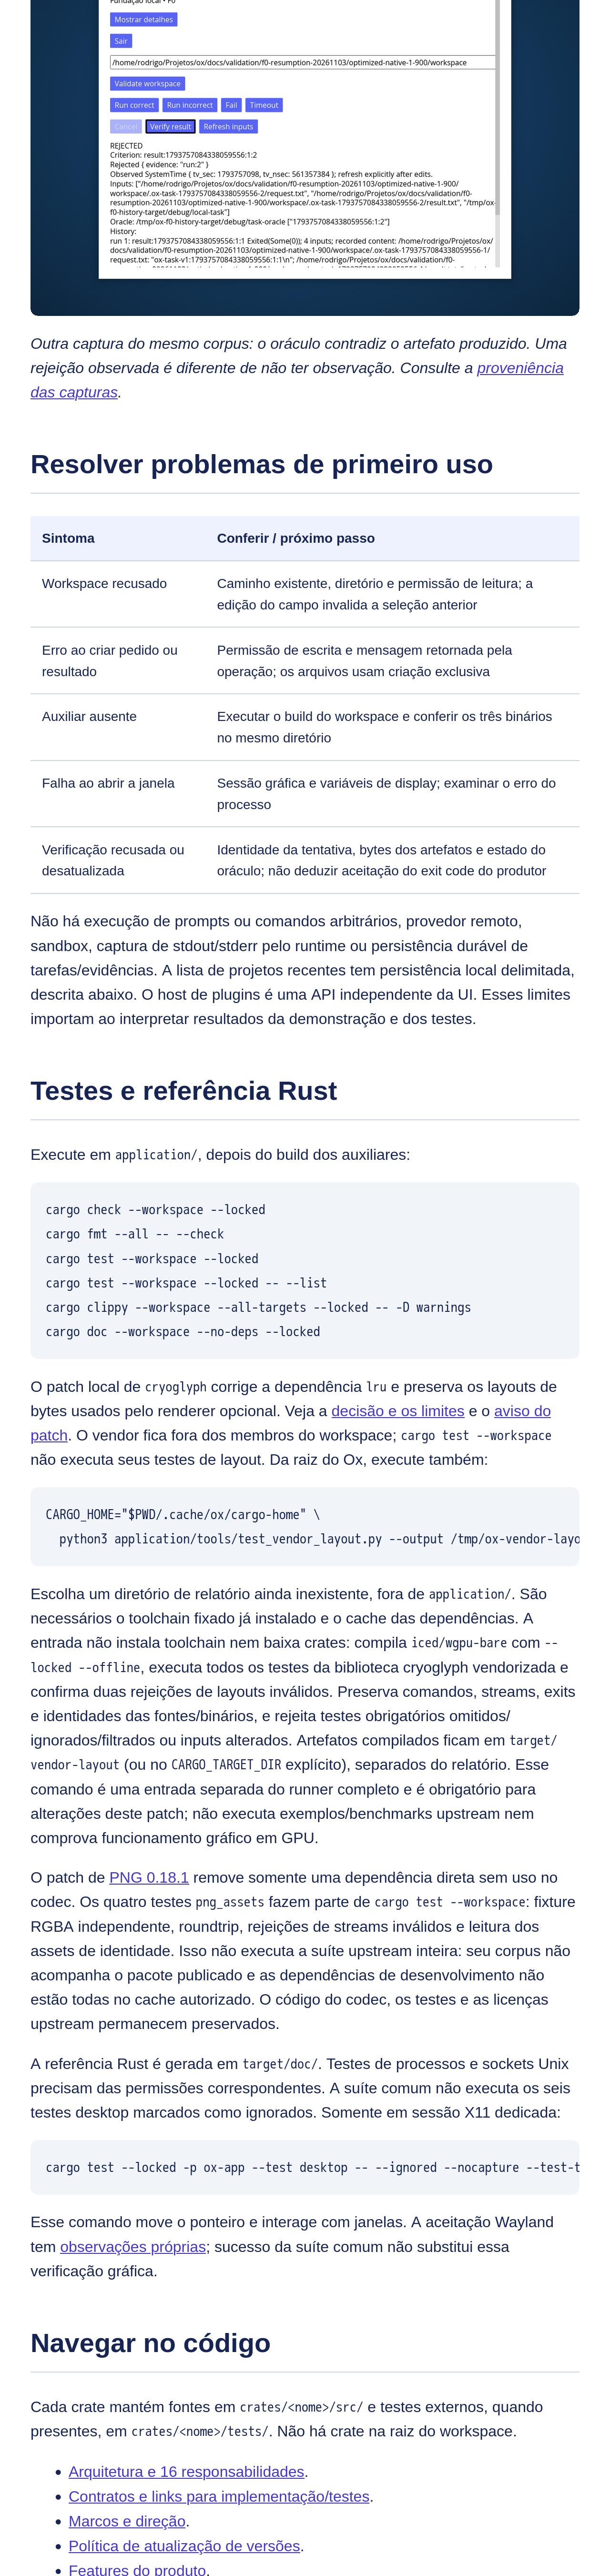 Fundação local • F0
Mostrar detalhes
Sair
/home/rodrigo/Projetos/ox/docs/validation/f0-resumption-20261103/optimized-native-1-900/workspace
Validate workspace
Run correct Run incorrect Fail Timeout
Cancel Verify result Refresh inputs
REJECTED
Criterion: result:1793757084338059556:1:2
Rejected { evidence: "run:2" }
Observed SystemTime { tv_sec: 1793757098, tv_nsec: 561357384 }; refresh explicitly after edits.
Inputs: ["/home/rodrigo/Projetos/ox/docs/validation/f0-resumption-20261103/optimized-native-1-900/
workspace/.ox-task-1793757084338059556-2/request.txt", "/home/rodrigo/Projetos/ox/docs/validation/f0-
resumption-20261103/optimized-native-1-900/workspace/.ox-task-1793757084338059556-2/result.txt", "/tmp/ox-
f0-history-target/debug/local-task"]
Oracle: /tmp/ox-f0-history-target/debug/task-oracle ["1793757084338059556:1:2"]
History:
run 1: result:1793757084338059556:1:1 Exited(Some(0)); 4 inputs; recorded content: /home/rodrigo/Projetos/ox/
docs/validation/f0-resumption-20261103/optimized-native-1-900/workspace/.ox-task-1793757084338059556-1/
request.txt: "ox-task-v1:1793757084338059556:1:1\n"; /home/rodrigo/Projetos/ox/docs/validation/f0-
Outra captura do mesmo corpus: o oráculo contradiz o artefato produzido. Uma
rejeição observada é diferente de não ter observação. Consulte a proveniência
das capturas.
Resolver problemas de primeiro uso
Sintoma Conferir / próximo passo
Workspace recusado Caminho existente, diretório e permissão de leitura; a
edição do campo invalida a seleção anterior
Erro ao criar pedido ou Permissão de escrita e mensagem retornada pela
resultado operação; os arquivos usam criação exclusiva
Auxiliar ausente Executar o build do workspace e conferir os três binários
no mesmo diretório
Falha ao abrir a janela Sessão gráfica e variáveis de display; examinar o erro do
processo
Verificação recusada ou Identidade da tentativa, bytes dos artefatos e estado do
desatualizada oráculo; não deduzir aceitação do exit code do produtor
Não há execução de prompts ou comandos arbitrários, provedor remoto,
sandbox, captura de stdout/stderr pelo runtime ou persistência durável de
tarefas/evidências. A lista de projetos recentes tem persistência local delimitada,
descrita abaixo. O host de plugins é uma API independente da UI. Esses limites
importam ao interpretar resultados da demonstração e dos testes.
Testes e referência Rust
Execute em application/, depois do build dos auxiliares:
cargo check --workspace --locked
cargo fmt --all -- --check
cargo test --workspace --locked
cargo test --workspace --locked -- --list
cargo clippy --workspace --all-targets --locked -- -D warnings
cargo doc --workspace --no-deps --locked
O patch local de cryoglyph corrige a dependência lru e preserva os layouts de
bytes usados pelo renderer opcional. Veja a decisão e os limites e o aviso do
patch. O vendor fica fora dos membros do workspace; cargo test --workspace
não executa seus testes de layout. Da raiz do Ox, execute também:
CARGO_HOME="$PWD/.cache/ox/cargo-home" \
python3 application/tools/test_vendor_layout.py --output /tmp/ox-vendor-layo
Escolha um diretório de relatório ainda inexistente, fora de application/. São
necessários o toolchain fixado já instalado e o cache das dependências. A
entrada não instala toolchain nem baixa crates: compila iced/wgpu-bare com --
locked --offline, executa todos os testes da biblioteca cryoglyph vendorizada e
confirma duas rejeições de layouts inválidos. Preserva comandos, streams, exits
e identidades das fontes/binários, e rejeita testes obrigatórios omitidos/
ignorados/filtrados ou inputs alterados. Artefatos compilados ficam em target/
vendor-layout (ou no CARGO_TARGET_DIR explícito), separados do relatório. Esse
comando é uma entrada separada do runner completo e é obrigatório para
alterações deste patch; não executa exemplos/benchmarks upstream nem
comprova funcionamento gráfico em GPU.
O patch de PNG 0.18.1 remove somente uma dependência direta sem uso no
codec. Os quatro testes png_assets fazem parte de cargo test --workspace: fixture
RGBA independente, roundtrip, rejeições de streams inválidos e leitura dos
assets de identidade. Isso não executa a suíte upstream inteira: seu corpus não
acompanha o pacote publicado e as dependências de desenvolvimento não
estão todas no cache autorizado. O código do codec, os testes e as licenças
upstream permanecem preservados.
A referência Rust é gerada em target/doc/. Testes de processos e sockets Unix
precisam das permissões correspondentes. A suíte comum não executa os seis
testes desktop marcados como ignorados. Somente em sessão X11 dedicada:
cargo test --locked -p ox-app --test desktop -- --ignored --nocapture --test-t
Esse comando move o ponteiro e interage com janelas. A aceitação Wayland
tem observações próprias; sucesso da suíte comum não substitui essa
verificação gráfica.
Navegar no código
Cada crate mantém fontes em crates/<nome>/src/ e testes externos, quando
presentes, em crates/<nome>/tests/. Não há crate na raiz do workspace.
• Arquitetura e 16 responsabilidades.
• Contratos e links para implementação/testes.
• Marcos e direção.
• Política de atualização de versões.
• Features do produto.